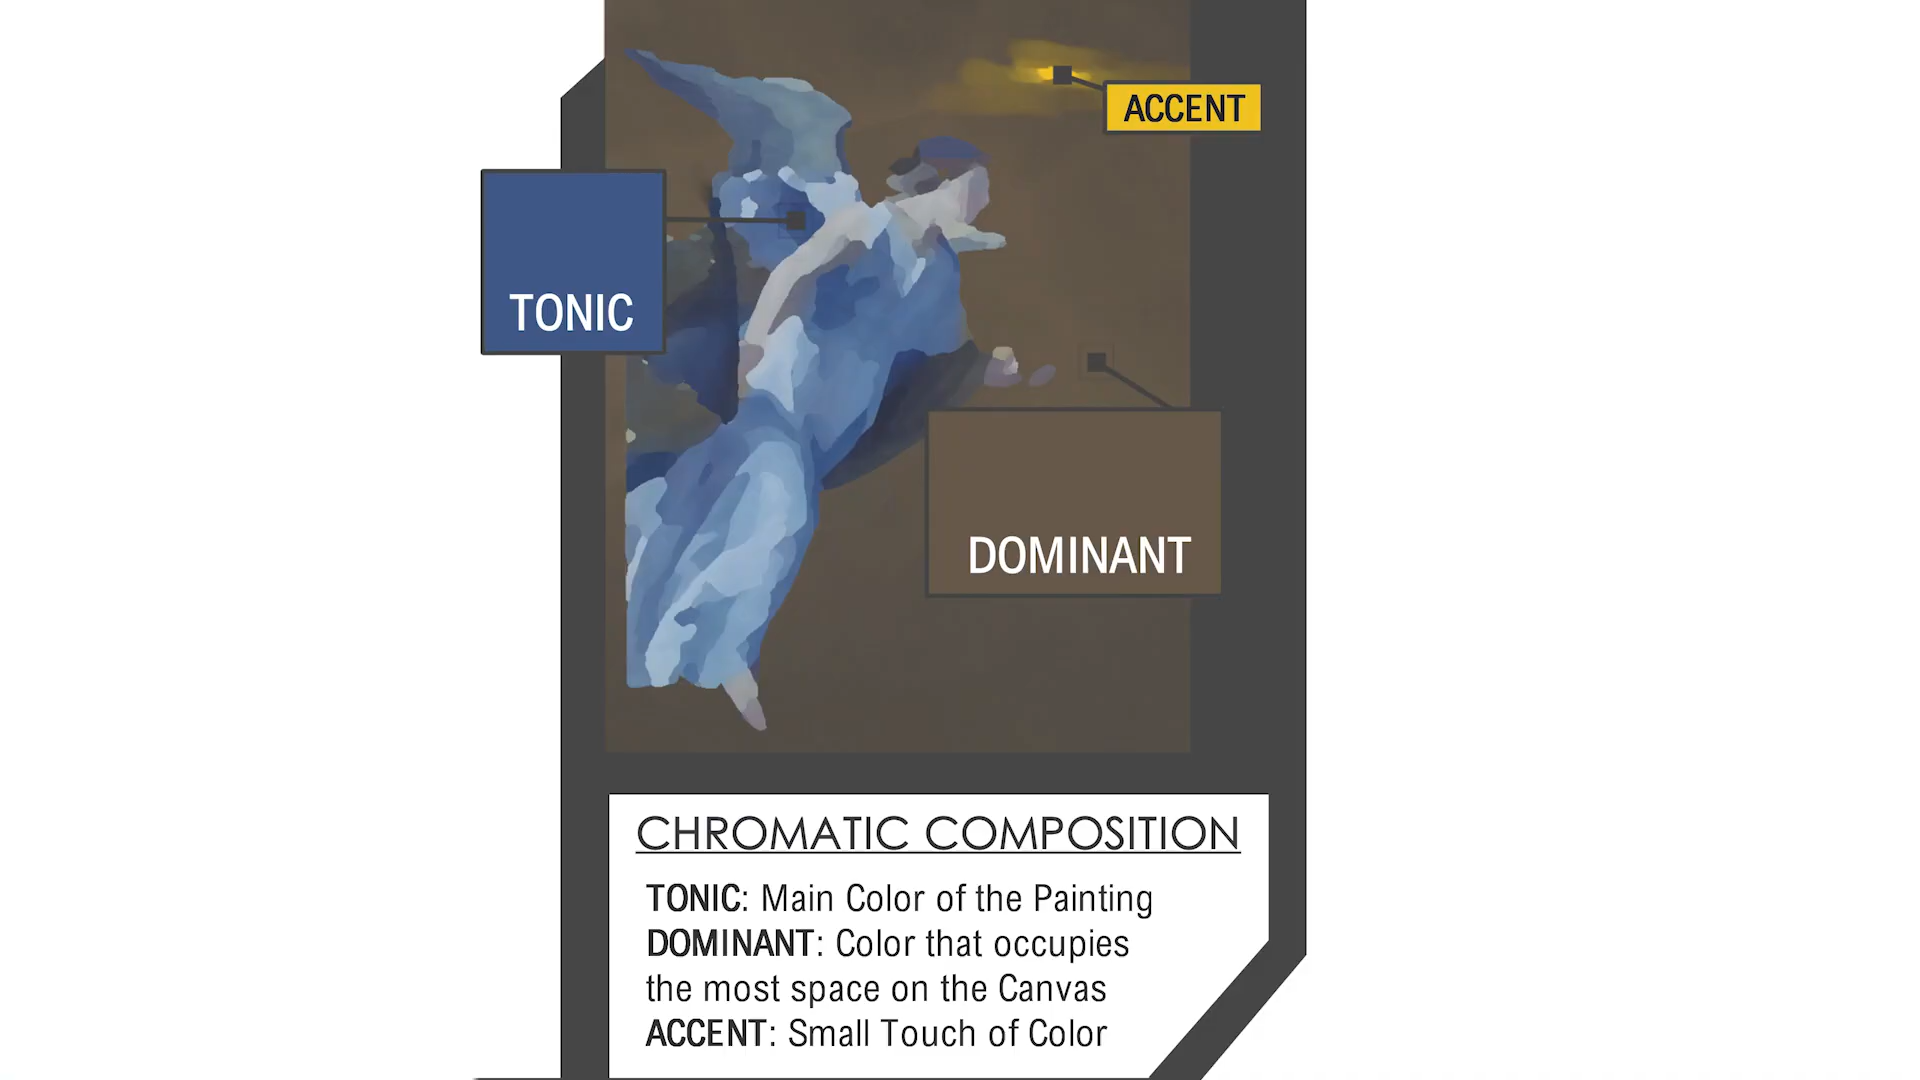 ACCENT
TONIC
DOMINANT
CHROMATIC COMPOSITION
TONIC: Main Color of the Painting
DOMINANT: Color that occupies
the most space on the Canvas
ACCENT: Small Touch of Color